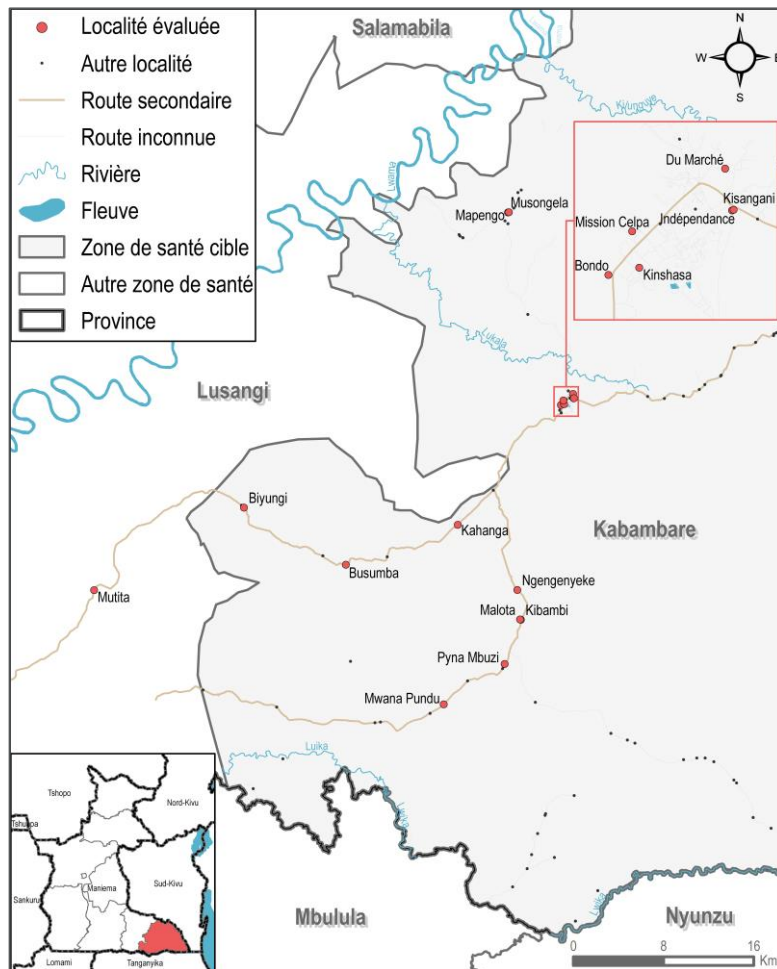 Localité évaluée
Autre localité
Route secondaire
Route inconnue
Rivière
Fleuve
Zone de santé cible
Autre zone de santé
Province
Salamabila
N
W
E
S
Lwama
Musongela
Mapengo
Du Marché
Kisangani
Mission Celpa
Indépendance
Bondo
Kinshasa
Lukala
Lusangi
Biyungi
Kahanga
Kabambare
Busumba
Mutita
Ngengenyeke
Malota
Kibambi
Pyna Mbuzi
Mwana Pundu
Luika
Tshopo
Nord-Kivu
Tshuapa
Maniema
Sud-Kivu
Sankuru
Lomami
Tanganyika
Mbulula
Nyunzu
0 8 16
Km